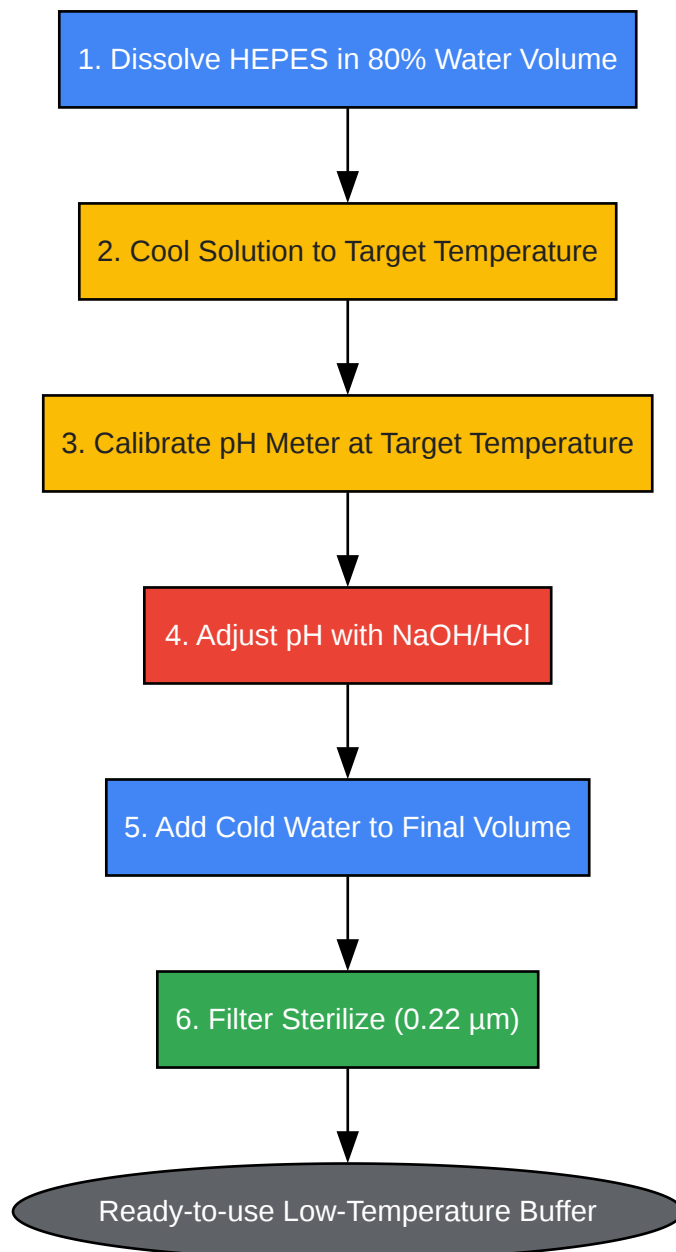 1. Dissolve HEPES in 80% Water Volume
2. Cool Solution to Target Temperature
3. Calibrate pH Meter at Target Temperature
4. Adjust pH with NaOH/HCl
5. Add Cold Water to Final Volume
6. Filter Sterilize (0.22 µm)
Ready-to-use Low-Temperature Buffer